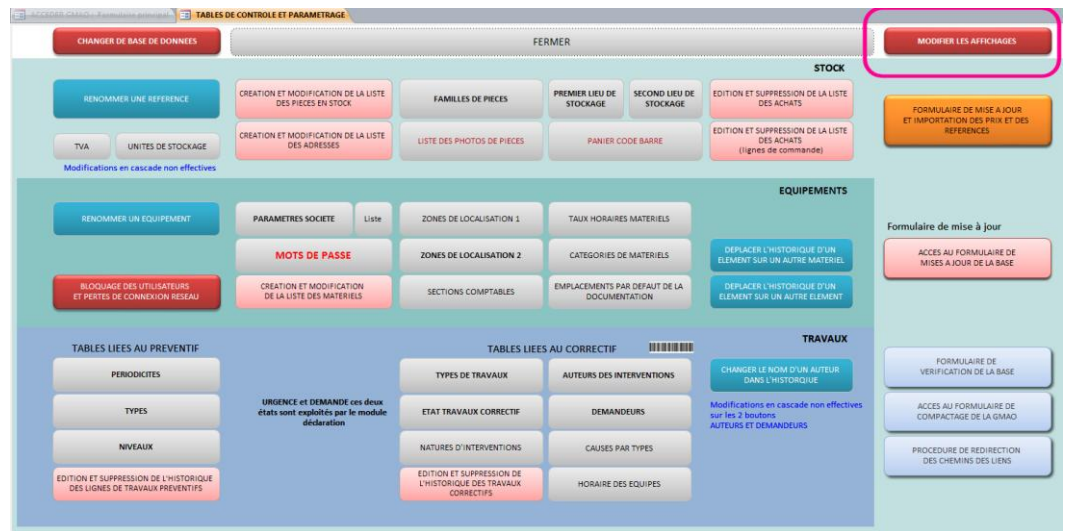 ACCEDER GMAO : Formulaire principal
TABLES DE CONTROLE ET PARAMETRAGE
CHANGER DE BASE DE DONNEES
FERMER
MODIFIER LES AFFICHAGES
STOCK
RENOMMER UNE REFERENCE
CREATION ET MODIFICATION DE LA LISTE
DES PIECES EN STOCK
FAMILLES DE PIECES
PREMIER LIEU DE
STOCKAGE
SECOND LIEU DE
STOCKAGE
EDITION ET SUPPRESSION DE LA LISTE
DES ACHATS
FORMULAIRE DE MISE A JOUR
ET IMPORTATION DES PRIX ET DES
REFERENCES
TVA
UNITES DE STOCKAGE
CREATION ET MODIFICATION DE LA LISTE
DES ADRESSES
LISTE DES PHOTOS DE PIECES
PANIER CODE BARRE
EDITION ET SUPPRESSION DE LA LISTE
DES ACHATS
(lignes de commande)
Modifications en cascade non effectives
EQUIPEMENTS
RENOMMER UN EQUIPEMENT
PARAMETRES SOCIETE
Liste
ZONES DE LOCALISATION 1
TAUX HORAIRES MATERIELS
Formulaire de mise à jour
MOTS DE PASSE
ZONES DE LOCALISATION 2
CATEGORIES DE MATERIELS
DEPLACER L'HISTORIQUE D'UN
ELEMENT SUR UN AUTRE MATERIEL
ACCES AU FORMULAIRE DE
MISES A JOUR DE LA BASE
BLOQUAGE DES UTILISATEURS
ET PERTES DE CONNEXION RESEAU
CREATION ET MODIFICATION
DE LA LISTE DES MATERIELS
SECTIONS COMPTABLES
EMPLACEMENTS PAR DEFAUT DE LA
DOCUMENTATION
DEPLACER L'HISTORIQUE D'UN
ELEMENT SUR UN AUTRE ELEMENT
TRAVAUX
TABLES LIEES AU PREVENTIF
TABLES LIEES AU CORRECTIF
PERIODICITES
TYPES DE TRAVAUX
AUTEURS DES INTERVENTIONS
CHANGER LE NOM D'UN AUTEUR
DANS L'HISTORQIUE
FORMULAIRE DE
VERIFICATION DE LA BASE
TYPES
URGENCE et DEMANDE ces deux
états sont exploités par le module
déclaration
ETAT TRAVAUX CORRECTIF
DEMANDEURS
Modifications en cascade non effectives
sur les 2 boutons
AUTEURS ET DEMANDEURS
ACCES AU FORMULAIRE DE
COMPACTAGE DE LA GMAO
NIVEAUX
NATURES D'INTERVENTIONS
CAUSES PAR TYPES
PROCEDURE DE REDIRECTION
DES CHEMINS DES LIENS
EDITION ET SUPPRESSION DE L'HISTORIQUE
DES LIGNES DE TRAVAUX PREVENTIFS
EDITION ET SUPPRESSION DE
L'HISTORIQUE DES TRAVAUX
CORRECTIFS
HORAIRE DES EQUIPES